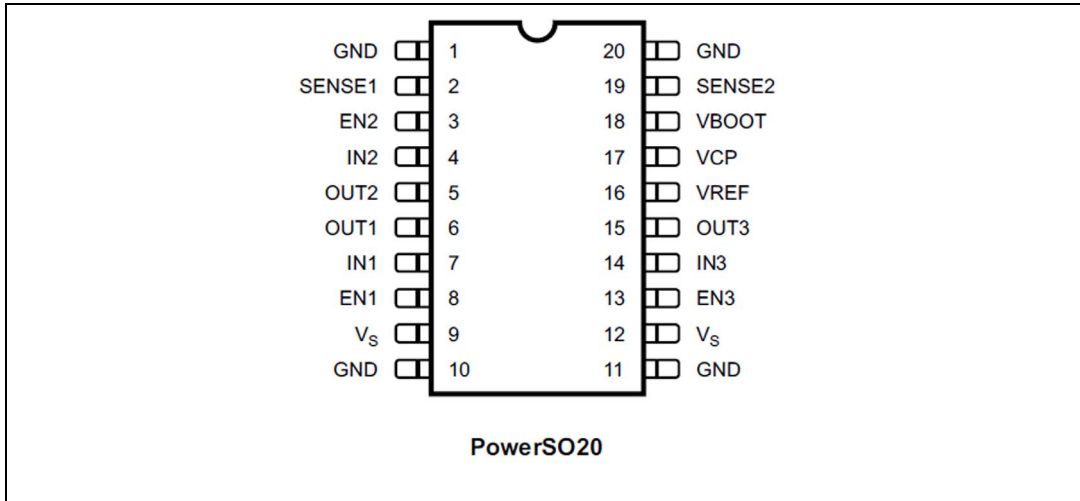 GND 1 20 GND
SENSE1 2 19 SENSE2
EN2 3 18 VBOOT
IN2 4 17 VCP
OUT2 5 16 VREF
OUT1 6 15 OUT3
IN1 7 14 IN3
EN1 8 13 EN3
VS 9 12 VS
GND 10 11 GND
PowerSO20